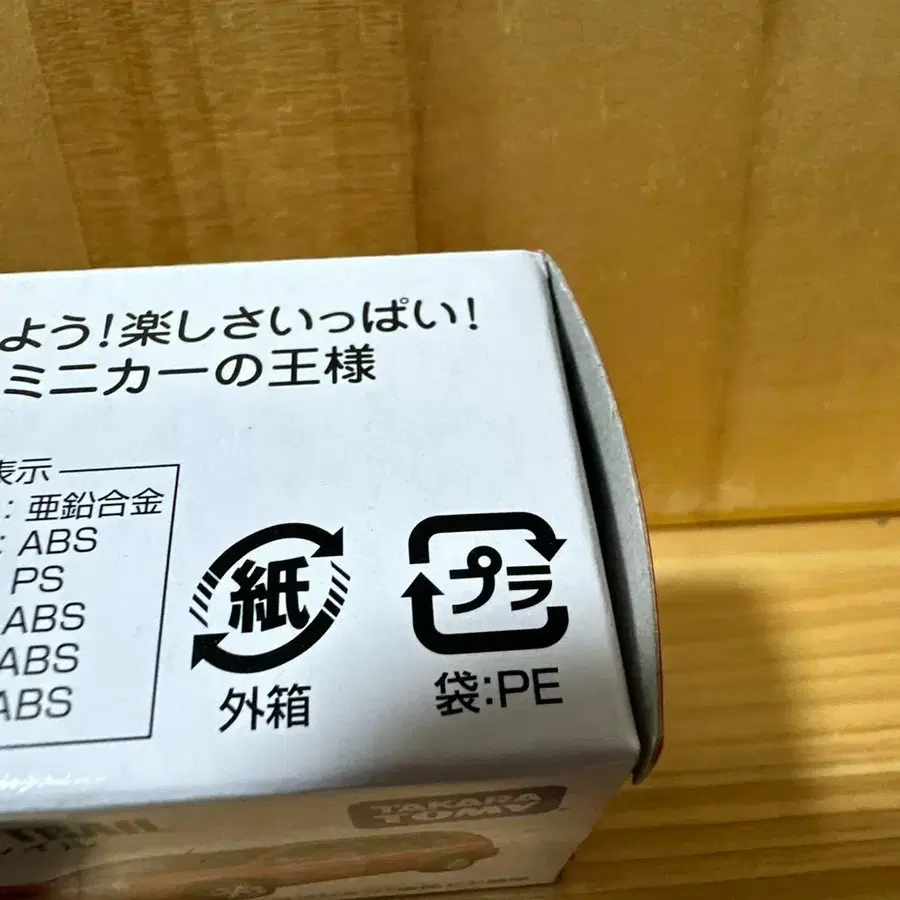 よう!楽しさいっぱい!
ミニカーの王様
表示
: 亜鉛合金
: ABS
PS
ABS
ABS
ABS
紙
外箱
プラ
袋:PE
TRAIL
TAKARA
TOMY